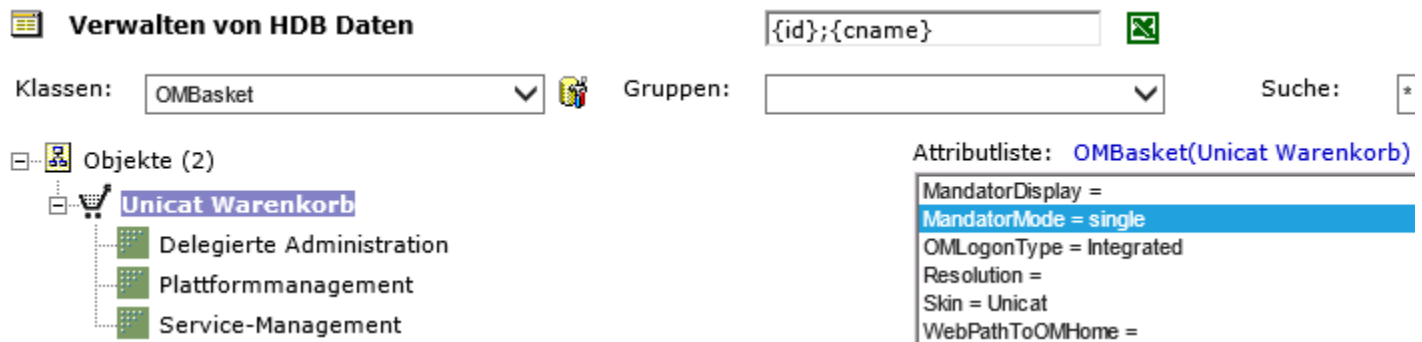 Verwalten von HDB Daten {id};{cname}
Klassen: OMBasket Gruppen: Suche: *
Objekte (2) Attributliste: OMBasket(Unicat Warenkorb)
Unicat Warenkorb MandatorDisplay =
MandatorMode = single
Delegierte Administration OMLogonType = Integrated
Plattformmanagement Resolution =
Skin = Unicat
Service-Management WebPathToOMHome =